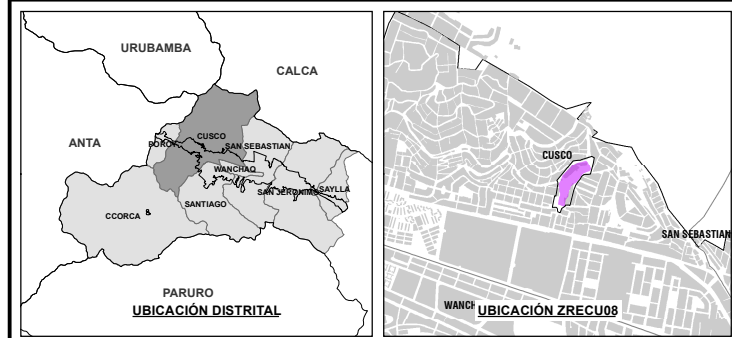 URUBAMBA
CALCA
ANTA
POROY
CUSCO
SAN SEBASTIAN
WANCHAQ
SAN JERONIMO
SAYLLA
CCORCA
SANTIAGO
PARURO
UBICACIÓN DISTRITAL
CUSCO
SAN SEBASTIAN
WANCH
UBICACIÓN ZRECU08